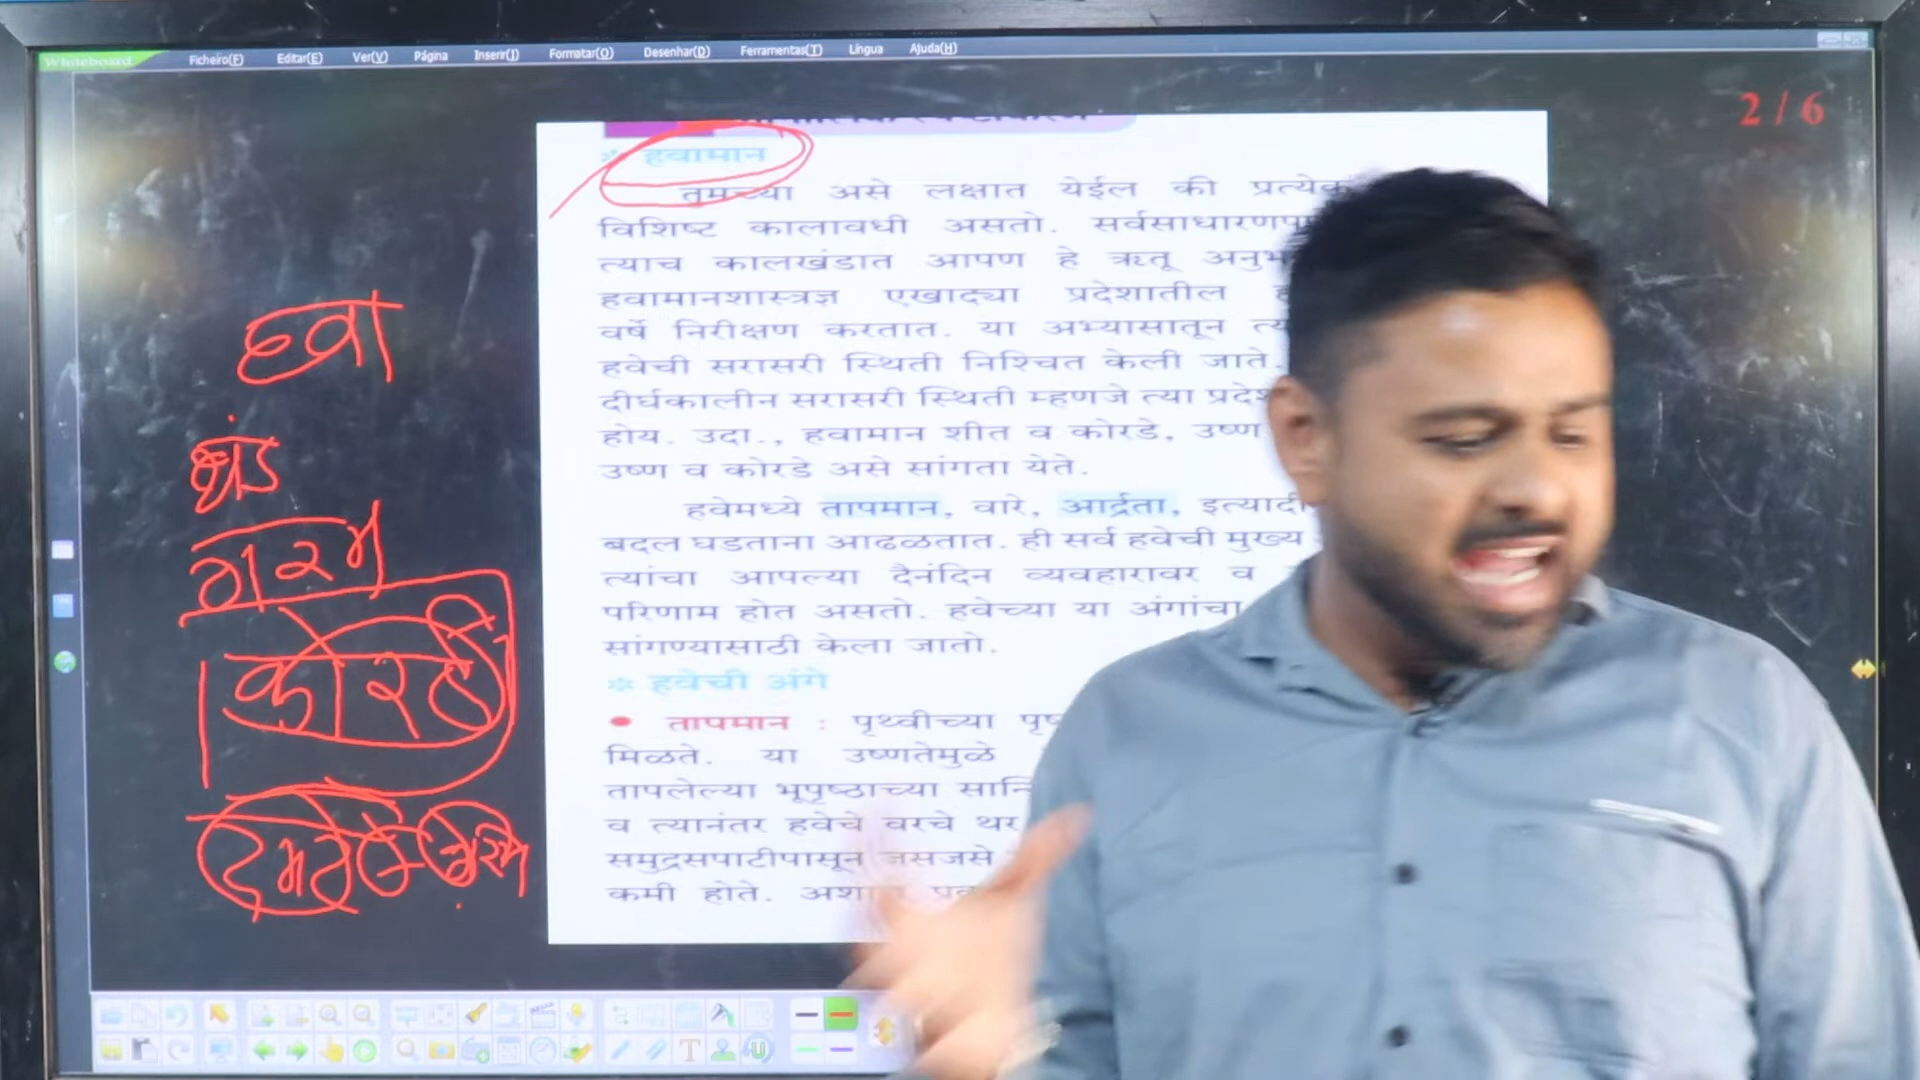 Whiteboard
Ficheiro(F) Editar(E) Ver(V) Página Inserir(I) Formatar(O) Desenhar(D) Ferramentas(T) Língua Ajuda(H)
2 / 6
* हवामान
तुमच्या असे लक्षात येईल की प्रत्येक
विशिष्ट कालावधी असतो. सर्वसाधारणप
त्याच कालखंडात आपण हे ऋतू अनुभ
हवामानशास्त्रज्ञ एखाद्या प्रदेशातील
वर्षे निरीक्षण करतात. या अभ्यासातून त्य
हवेची सरासरी स्थिती निश्चित केली जाते.
दीर्घकालीन सरासरी स्थिती म्हणजे त्या प्रदेश
होय. उदा., हवामान शीत व कोरडे, उष्ण
उष्ण व कोरडे असे सांगता येते.
हवेमध्ये तापमान, वारे, आर्द्रता, इत्यादी
बदल घडताना आढळतात. ही सर्व हवेची मुख्य
त्यांचा आपल्या दैनंदिन व्यवहारावर व
परिणाम होत असतो. हवेच्या या अंगांचा
सांगण्यासाठी केला जातो.
* हवेची अंगे
• तापमान : पृथ्वीच्या पृष्
मिळते. या उष्णतेमुळे
तापलेल्या भूपृष्ठाच्या सान्
व त्यानंतर हवेचे वरचे थर
समुद्रसपाटीपासून जसजसे
कमी होते. अशा
हवा
थंड
गरम